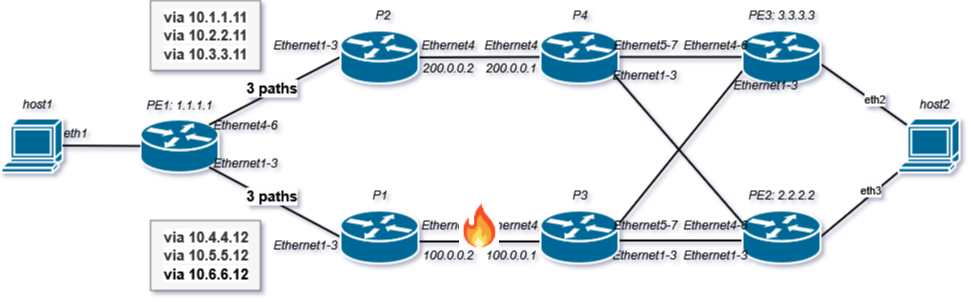 via 10.1.1.11
via 10.2.2.11
via 10.3.3.11
P2
P4
PE3: 3.3.3.3
Ethernet1-3
Ethernet4
Ethernet4
Ethernet5-7
Ethernet4-6
200.0.0.2
200.0.0.1
Ethernet1-3
Ethernet1-3
3 paths
host1
PE1: 1.1.1.1
eth2
host2
eth1
Ethernet4-6
Ethernet1-3
3 paths
P1
P3
PE2: 2.2.2.2
eth3
via 10.4.4.12
via 10.5.5.12
via 10.6.6.12
Ethernet1-3
Ethernet5-7
Ethernet4-6
100.0.0.2
100.0.0.1
Ethernet1-3
Ethernet1-3